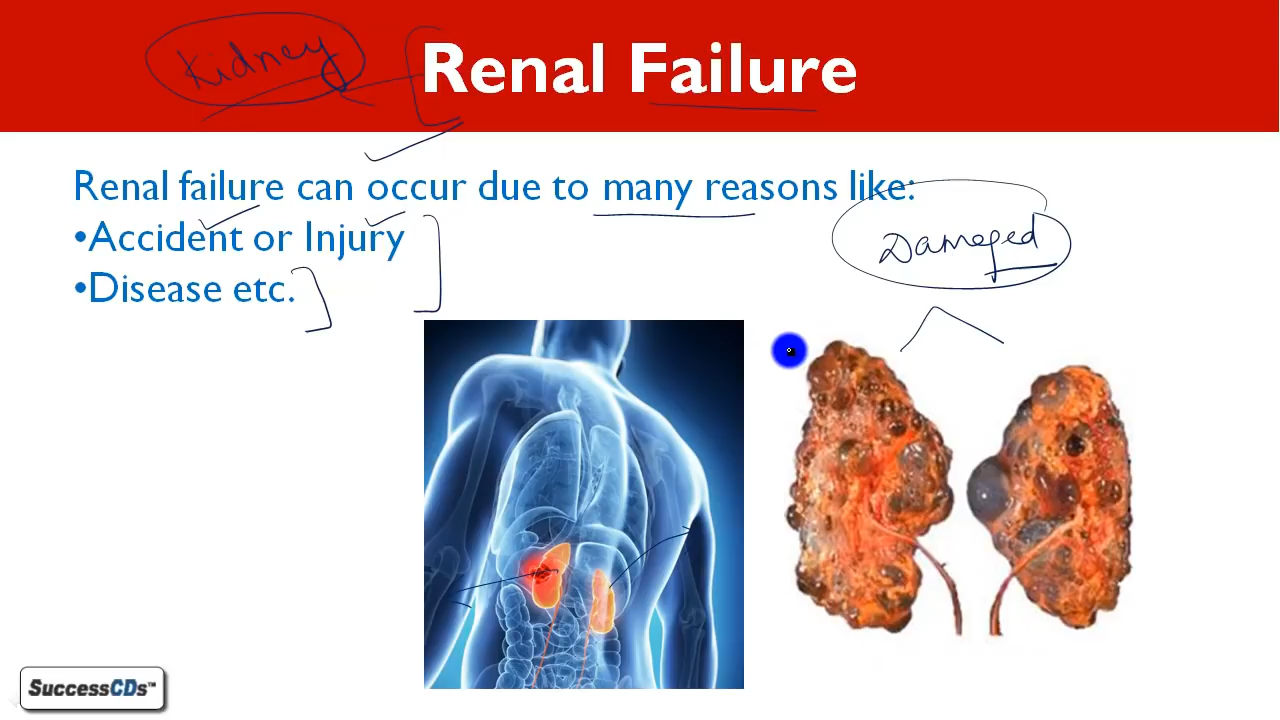 Kidney
Renal Failure
Renal failure can occur due to many reasons like:
•Accident or Injury
•Disease etc.
Damaged
SuccessCDs™